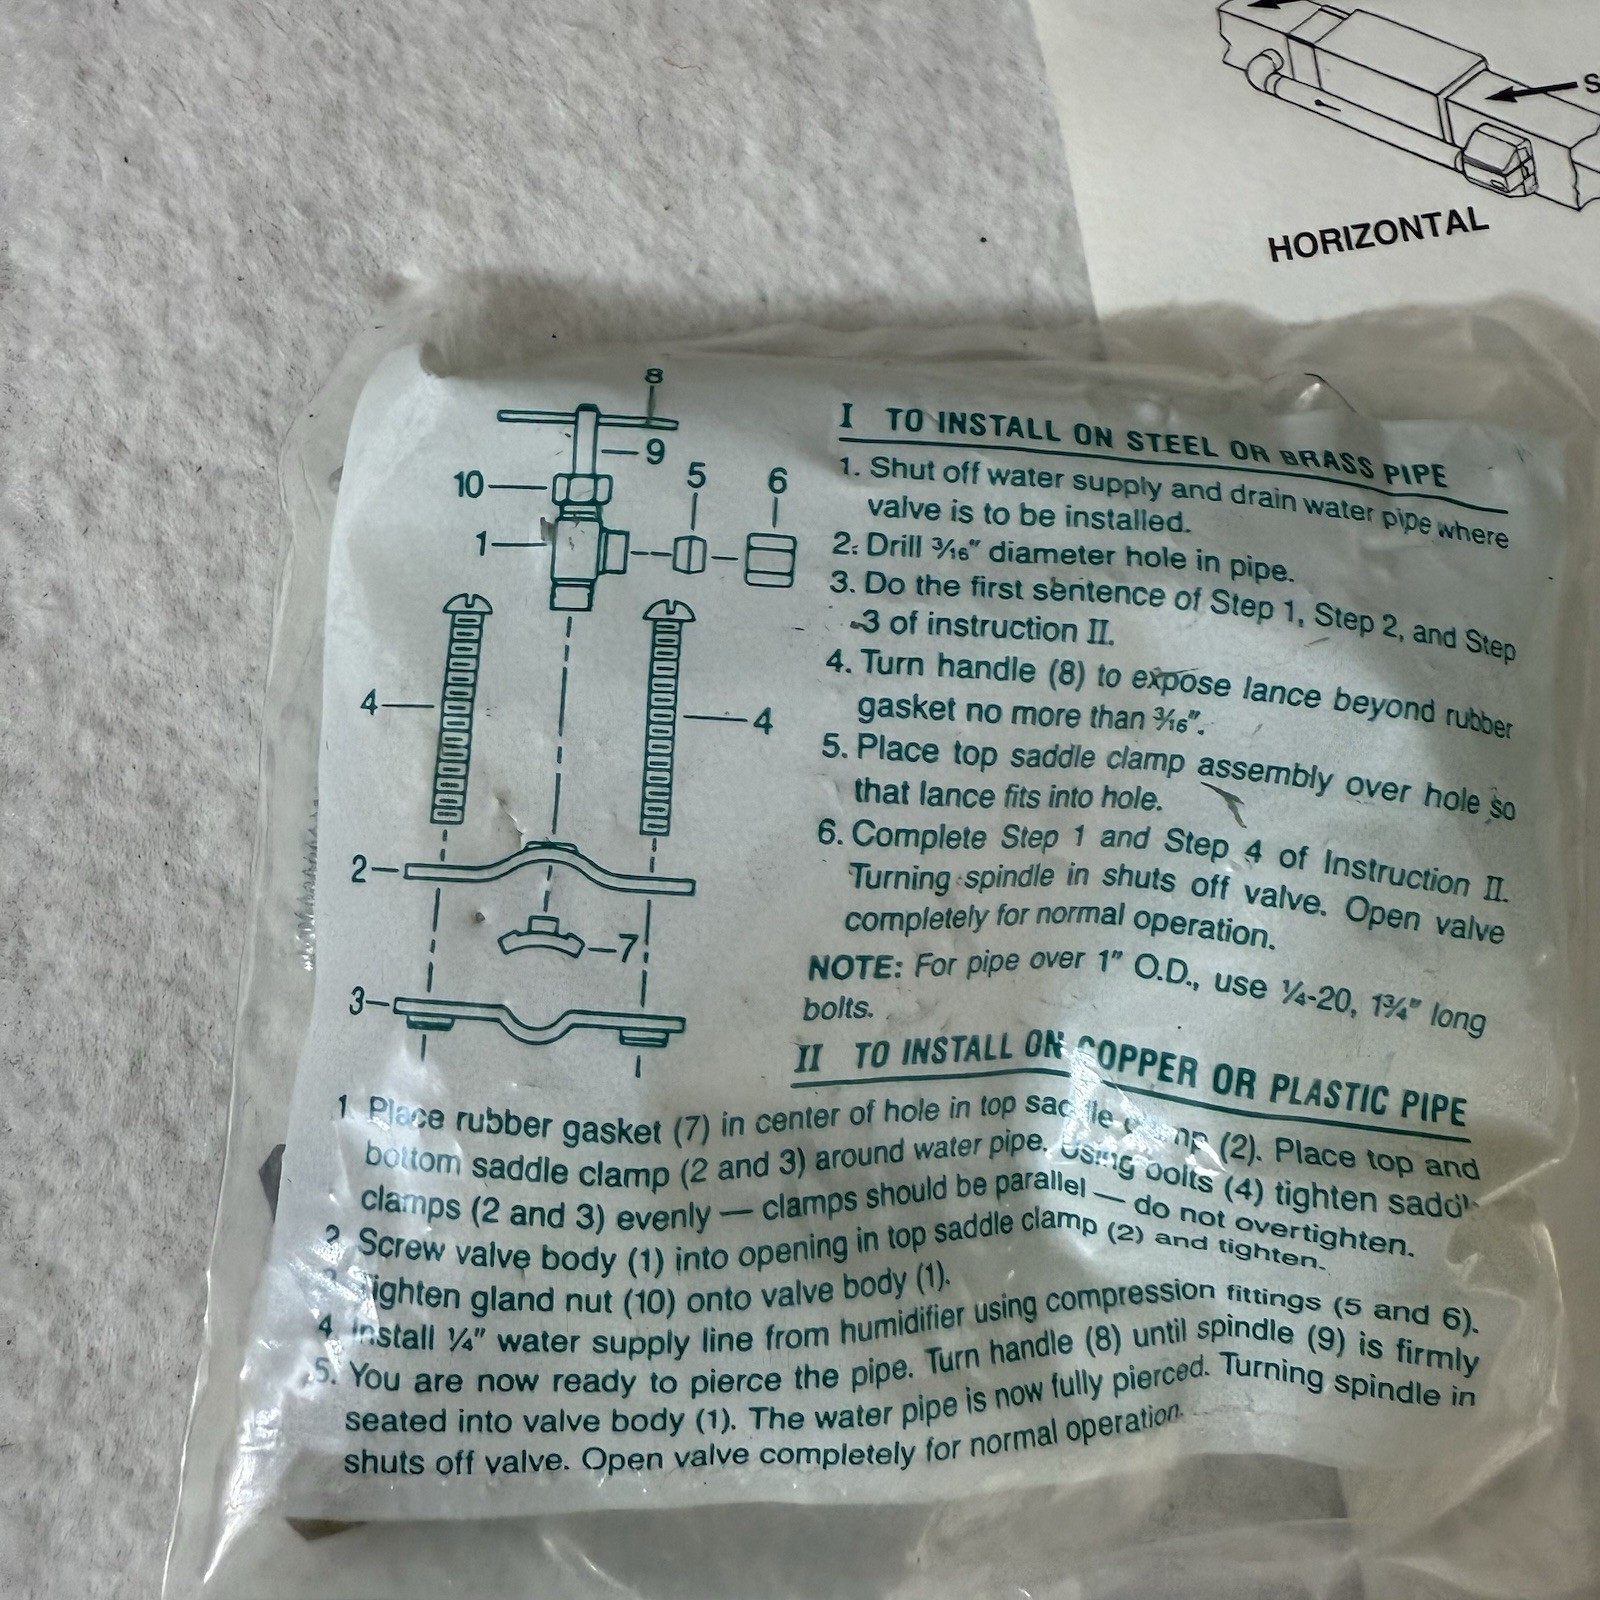 S
HORIZONTAL
8
9
10
5
6
1
4
4
2
7
3
I TO INSTALL ON STEEL OR BRASS PIPE
1. Shut off water supply and drain water pipe where
valve is to be installed.
2. Drill 3⁄16" diameter hole in pipe.
3. Do the first sentence of Step 1, Step 2, and Step
3 of instruction II.
4. Turn handle (8) to expose lance beyond rubber
gasket no more than 3⁄16".
5. Place top saddle clamp assembly over hole so
that lance fits into hole.
6. Complete Step 1 and Step 4 of Instruction II.
Turning spindle in shuts off valve. Open valve
completely for normal operation.
NOTE: For pipe over 1" O.D., use ¼-20, 1¾" long
bolts.
II TO INSTALL ON COPPER OR PLASTIC PIPE
1. Place rubber gasket (7) in center of hole in top saddle clamp (2). Place top and
bottom saddle clamp (2 and 3) around water pipe. Using bolts (4) tighten saddle
clamps (2 and 3) evenly — clamps should be parallel — do not overtighten.
2. Screw valve body (1) into opening in top saddle clamp (2) and tighten.
3. Tighten gland nut (10) onto valve body (1).
4. Install ¼" water supply line from humidifier using compression fittings (5 and 6).
5. You are now ready to pierce the pipe. Turn handle (8) until spindle (9) is firmly
seated into valve body (1). The water pipe is now fully pierced. Turning spindle in
shuts off valve. Open valve completely for normal operation.